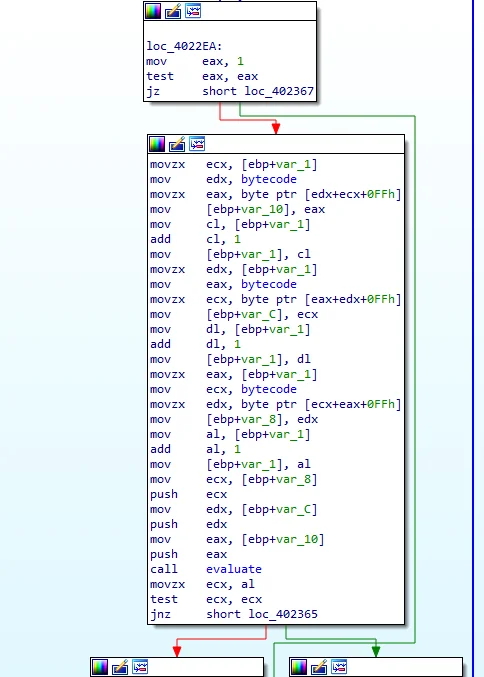 loc_4022EA:
mov eax, 1
test eax, eax
jz short loc_402367
movzx ecx, [ebp+var_1]
mov edx, bytecode
movzx eax, byte ptr [edx+ecx+0FFh]
mov [ebp+var_10], eax
mov cl, [ebp+var_1]
add cl, 1
mov [ebp+var_1], cl
movzx edx, [ebp+var_1]
mov eax, bytecode
movzx ecx, byte ptr [eax+edx+0FFh]
mov [ebp+var_C], ecx
mov dl, [ebp+var_1]
add dl, 1
mov [ebp+var_1], dl
movzx eax, [ebp+var_1]
mov ecx, bytecode
movzx edx, byte ptr [ecx+eax+0FFh]
mov [ebp+var_8], edx
mov al, [ebp+var_1]
add al, 1
mov [ebp+var_1], al
mov ecx, [ebp+var_8]
push ecx
mov edx, [ebp+var_C]
push edx
mov eax, [ebp+var_10]
push eax
call evaluate
movzx ecx, al
test ecx, ecx
jnz short loc_402365